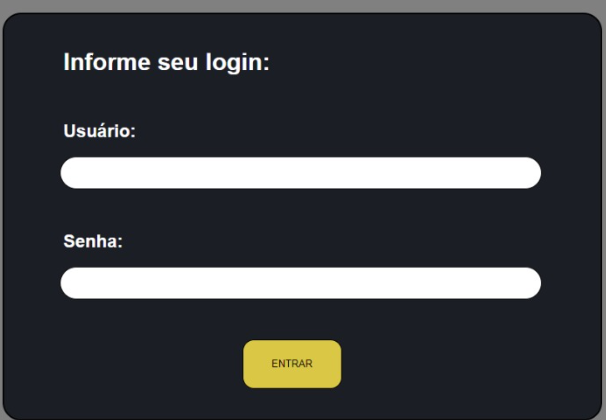 Informe seu login:
Usuário:
Senha:
ENTRAR